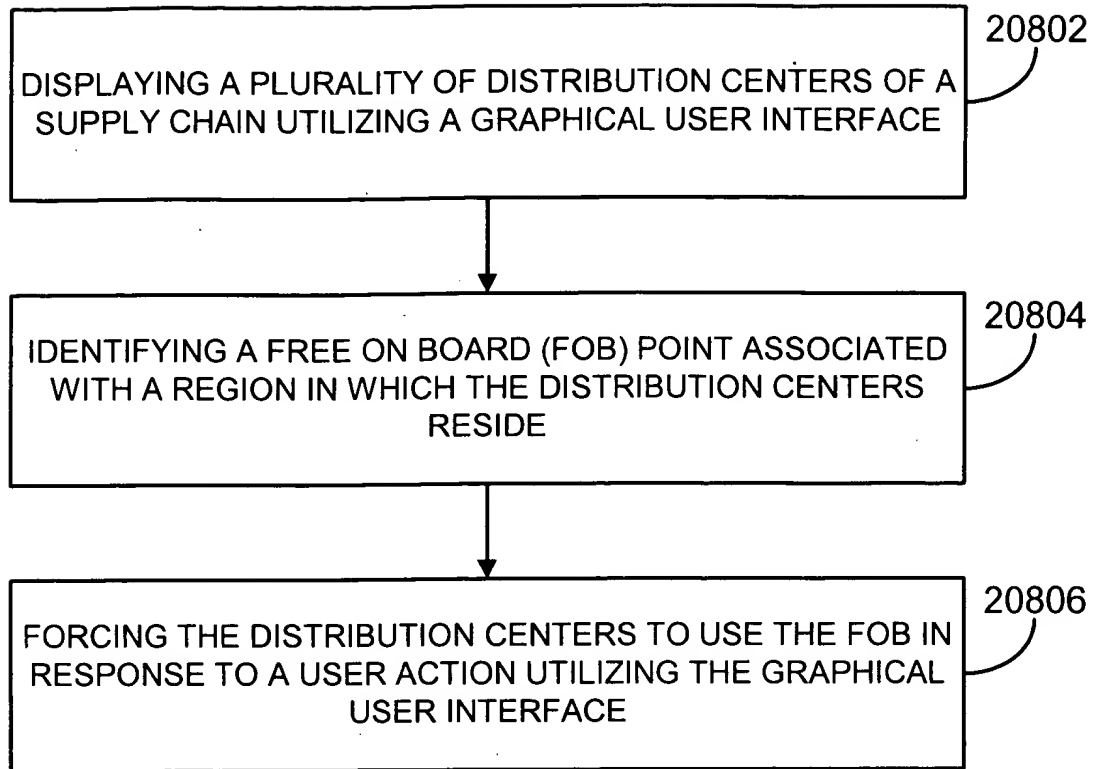 20802
DISPLAYING A PLURALITY OF DISTRIBUTION CENTERS OF A
SUPPLY CHAIN UTILIZING A GRAPHICAL USER INTERFACE
20804
IDENTIFYING A FREE ON BOARD (FOB) POINT ASSOCIATED
WITH A REGION IN WHICH THE DISTRIBUTION CENTERS
RESIDE
20806
FORCING THE DISTRIBUTION CENTERS TO USE THE FOB IN
RESPONSE TO A USER ACTION UTILIZING THE GRAPHICAL
USER INTERFACE